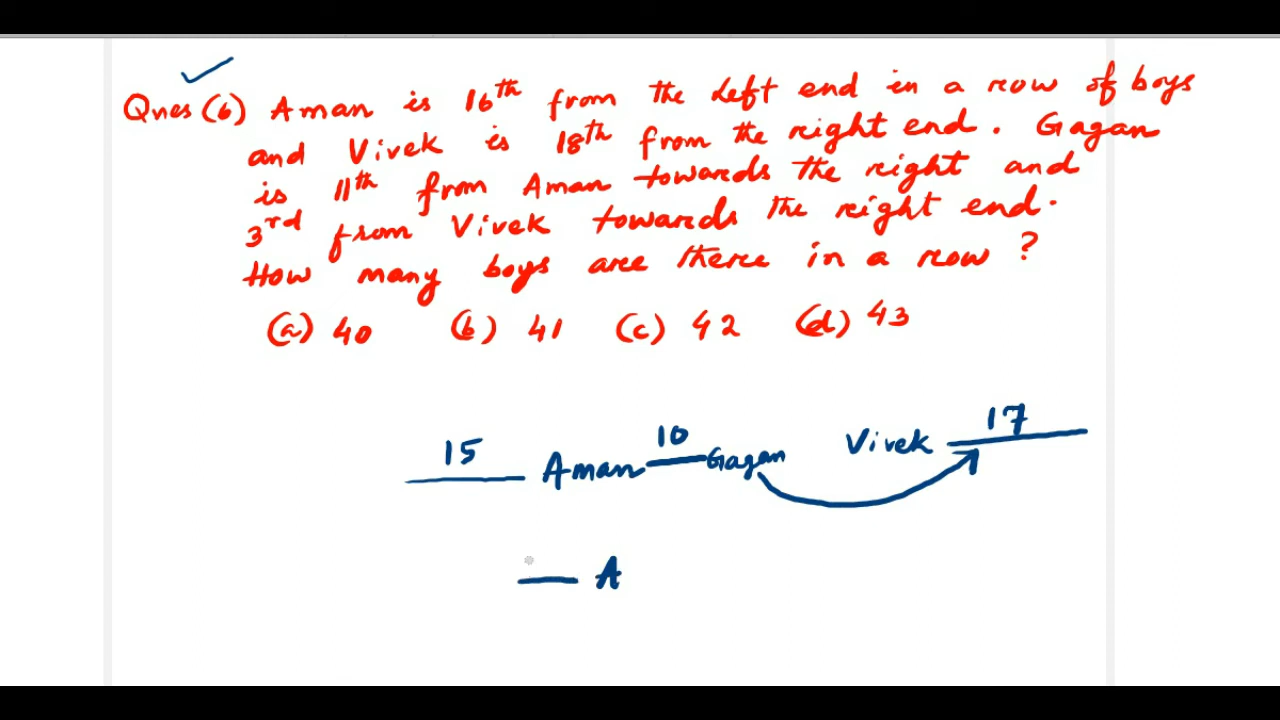 Ques (6) Aman is 16th from the Left end in a row of boys
and Vivek is 18th from the right end. Gagan
is 11th from Aman towards the right and
3rd from Vivek towards the right end.
How many boys are there in a row ?
(a) 40 (b) 41 (c) 42 (d) 43
15 Aman 10 Gagan Vivek 17
A